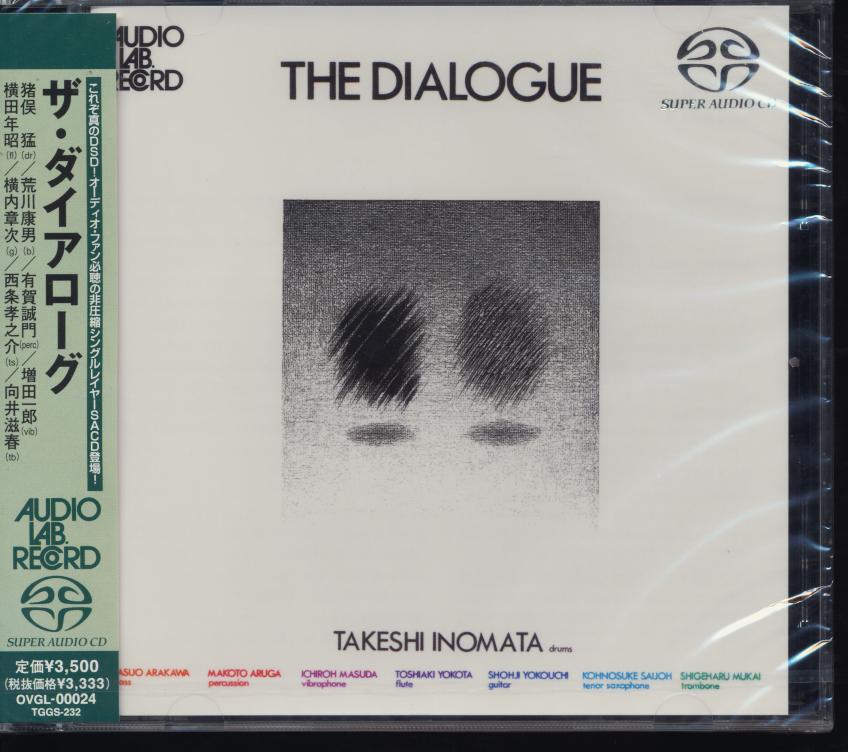 これぞ真のDSD!オーディオ・ファン必聴の非圧縮シングルレイヤーSACD登場!
ザ・ダイアローグ
猪俣 猛(dr)/荒川康男(b)/有賀誠門(perc)/増田一郎(vib)
横田年昭(fl)/横内章次(g)/西条孝之介(ts)/向井滋春(tb)
AUDIO
LAB.
RECORD
SUPER AUDIO CD
定価¥3,500
(税抜価格¥3,333)
OVGL-00024
TGGS-232
AUDIO
LAB.
RECORD
THE DIALOGUE
SUPER AUDIO CD
TAKESHI INOMATA drums
ASUO ARAKAWA MAKOTO ARUGA ICHIROH MASUDA TOSHIAKI YOKOTA SHOHJI YOKOUCHI KOHNOSUKE SAIJOH SHIGEHARU MUKAI
ass percussion vibraphone flute guitar tenor saxophone trombone